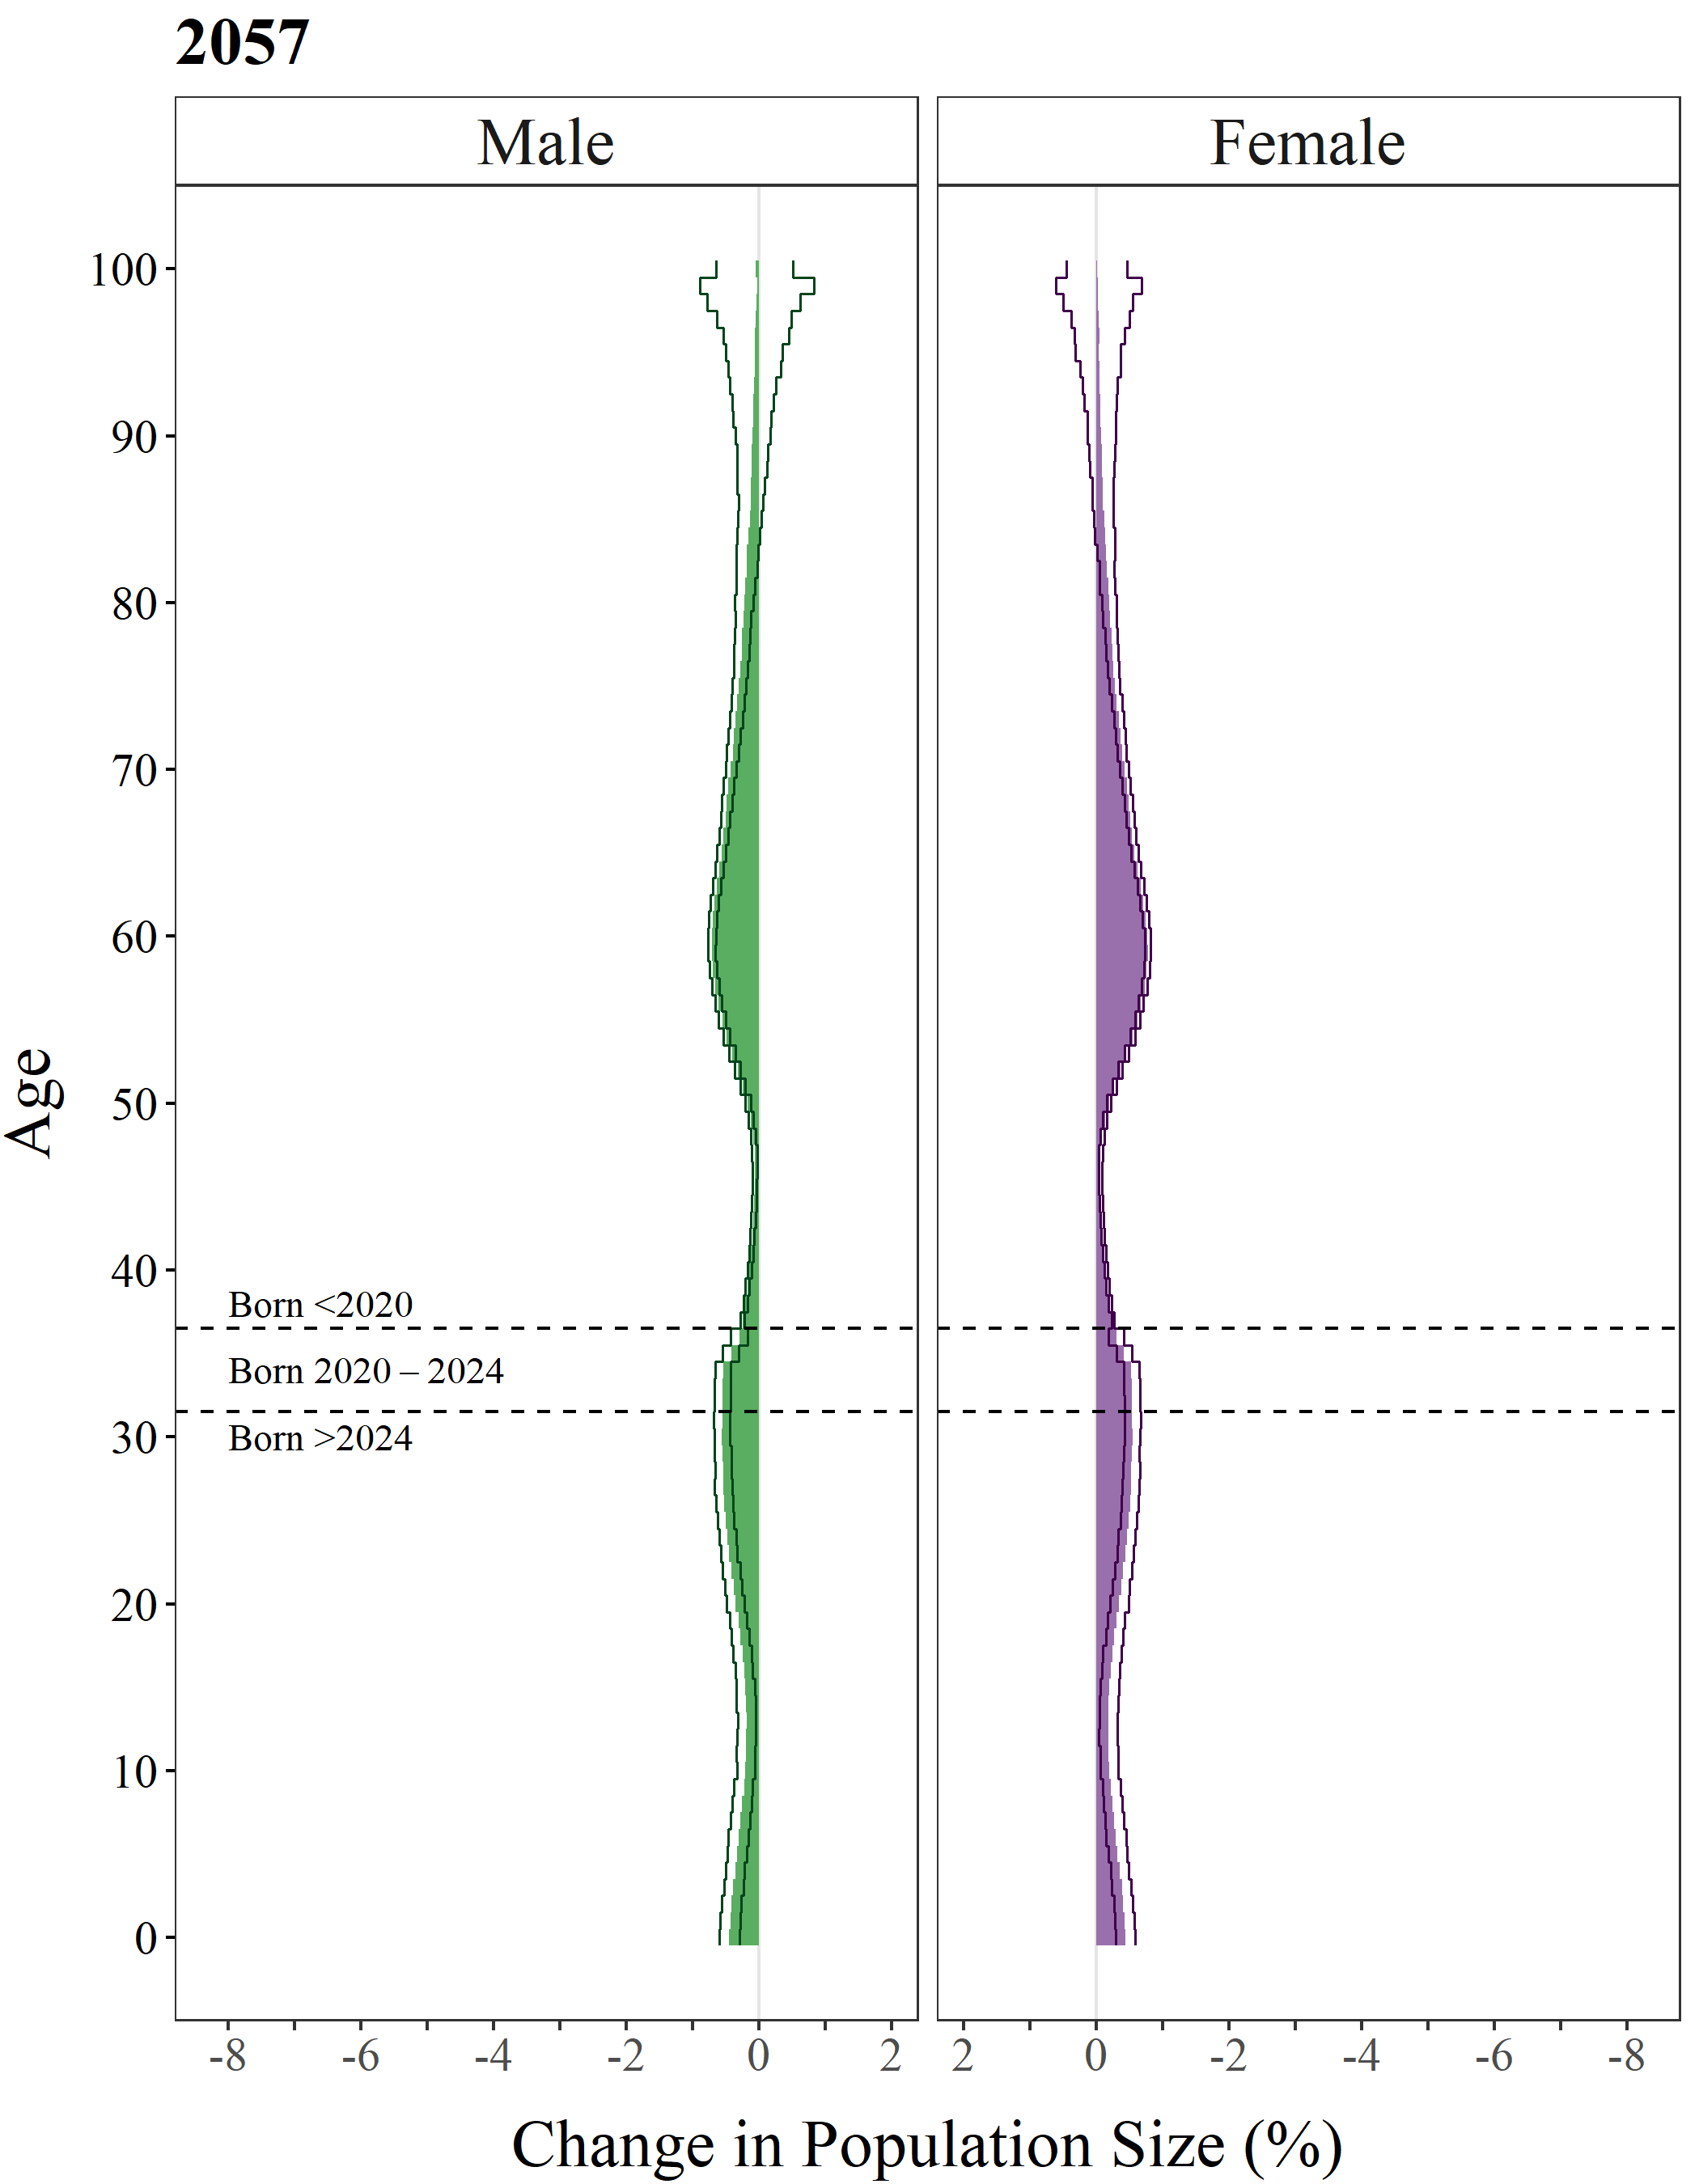 2057
Male
Female
100
90
80
70
60
50
40
30
20
10
0
Age
Born <2020
Born 2020 – 2024
Born >2024
-8 -6 -4 -2 0 2
2 0 -2 -4 -6 -8
Change in Population Size (%)